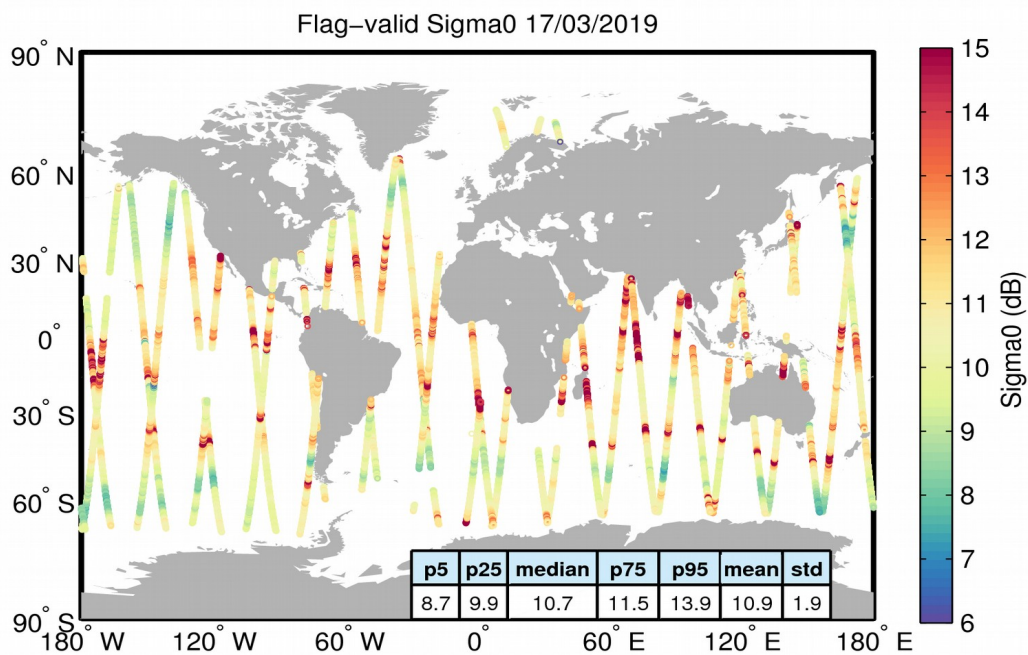 Flag−valid Sigma0 17/03/2019
90° N
60° N
30° N
0°
30° S
60° S
90° S
180° W
120° W
60° W
0°
60° E
120° E
180° E
p5 p25 median p75 p95 mean std
8.7 9.9 10.7 11.5 13.9 10.9 1.9
15
14
13
12
11
10
9
8
7
6
Sigma0 (dB)